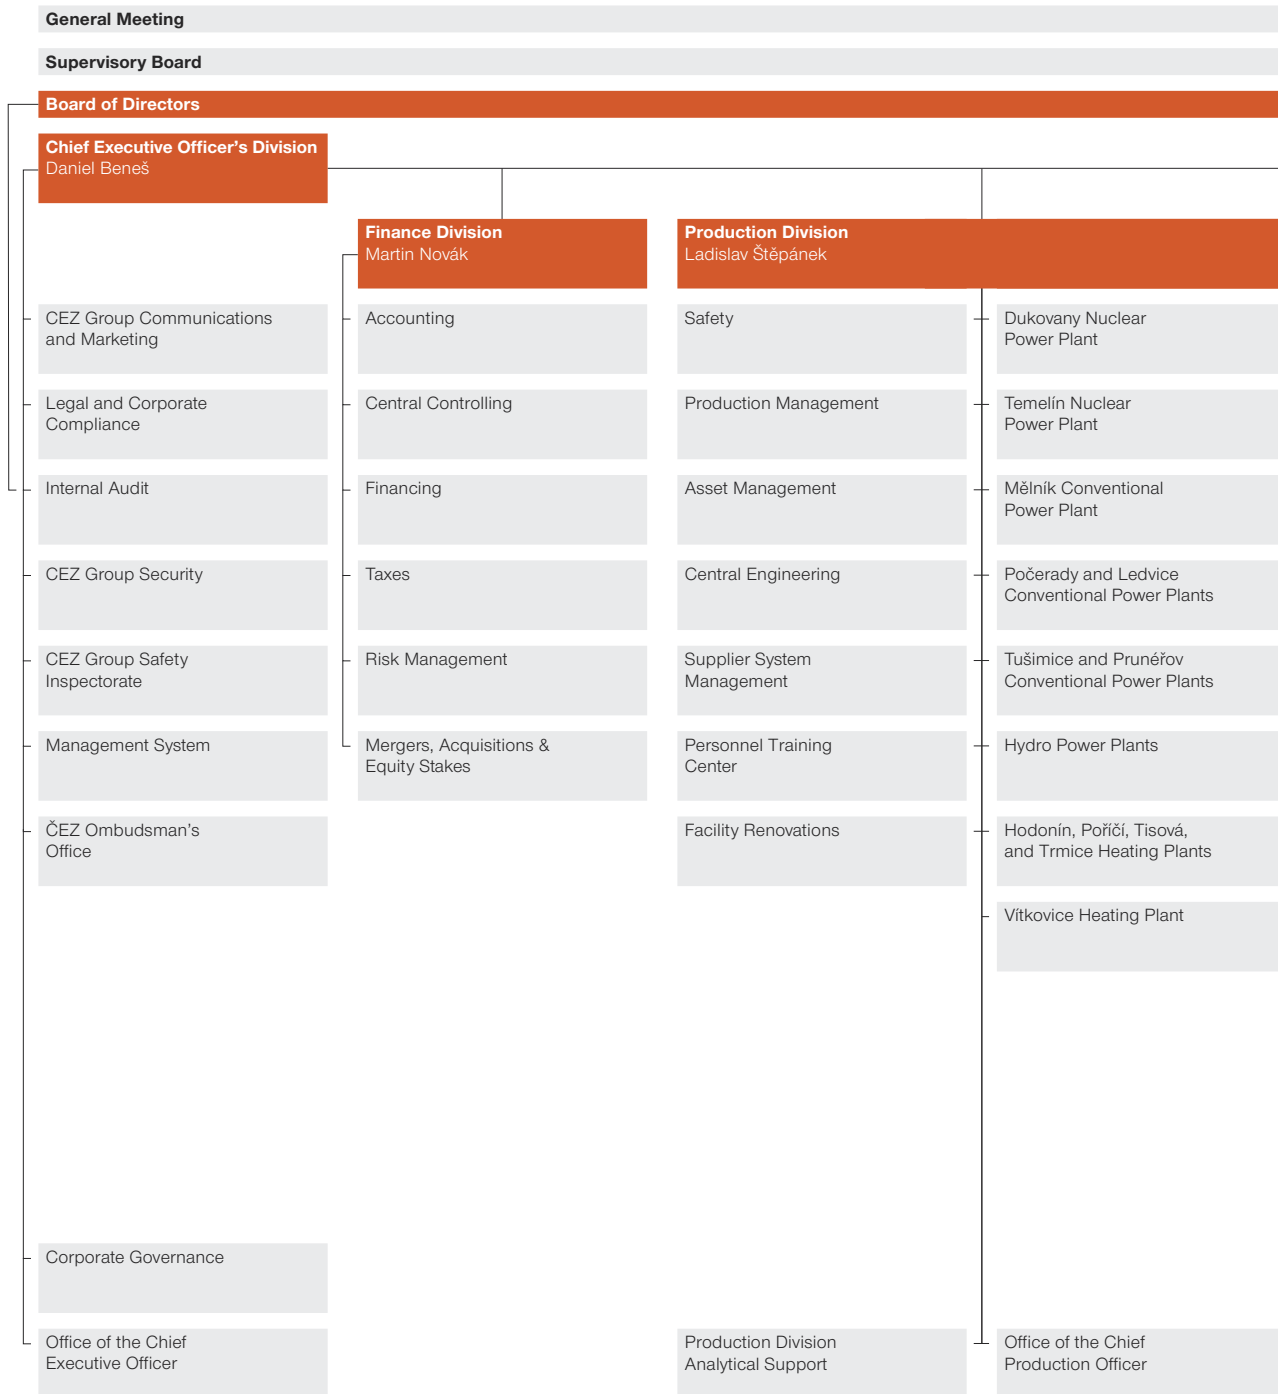 General Meeting
Supervisory Board
Board of Directors
Chief Executive Officer's Division
Daniel Beneš
Finance Division
Martin Novák
Production Division
Ladislav Štěpánek
CEZ Group Communications
and Marketing
Accounting
Safety
Dukovany Nuclear
Power Plant
Legal and Corporate
Compliance
Central Controlling
Production Management
Temelín Nuclear
Power Plant
Internal Audit
Financing
Asset Management
Mělník Conventional
Power Plant
CEZ Group Security
Taxes
Central Engineering
Počerady and Ledvice
Conventional Power Plants
CEZ Group Safety
Inspectorate
Risk Management
Supplier System
Management
Tušimice and Prunéřov
Conventional Power Plants
Management System
Mergers, Acquisitions &
Equity Stakes
Personnel Training
Center
Hydro Power Plants
ČEZ Ombudsman's
Office
Facility Renovations
Hodonín, Poříčí, Tisová,
and Trmice Heating Plants
Vítkovice Heating Plant
Corporate Governance
Office of the Chief
Executive Officer
Production Division
Analytical Support
Office of the Chief
Production Officer